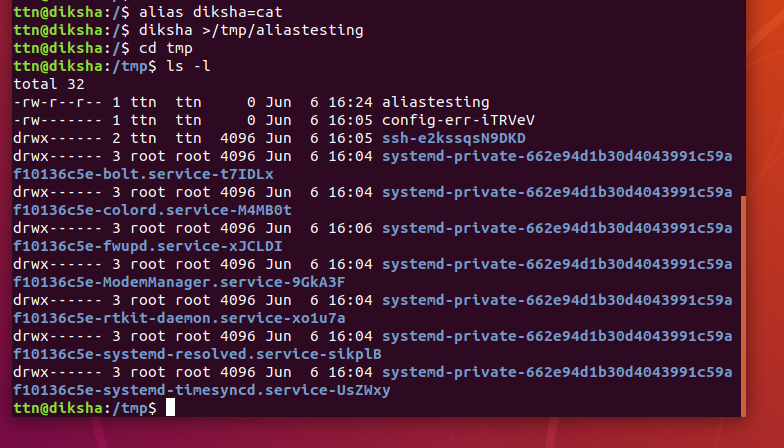 ttn@diksha:/$ alias diksha=cat
ttn@diksha:/$ diksha >/tmp/aliastesting
ttn@diksha:/$ cd tmp
ttn@diksha:/tmp$ ls -l
total 32
-rw-r--r-- 1 ttn  ttn     0 Jun  6 16:24 aliastesting
-rw------- 1 ttn  ttn     0 Jun  6 16:05 config-err-iTRVeV
drwx------ 2 ttn  ttn  4096 Jun  6 16:05 ssh-e2kssqsN9DKD
drwx------ 3 root root 4096 Jun  6 16:04 systemd-private-662e94d1b30d4043991c59a
f10136c5e-bolt.service-t7IDLx
drwx------ 3 root root 4096 Jun  6 16:04 systemd-private-662e94d1b30d4043991c59a
f10136c5e-colord.service-M4MB0t
drwx------ 3 root root 4096 Jun  6 16:06 systemd-private-662e94d1b30d4043991c59a
f10136c5e-fwupd.service-xJCLDI
drwx------ 3 root root 4096 Jun  6 16:04 systemd-private-662e94d1b30d4043991c59a
f10136c5e-ModemManager.service-9GkA3F
drwx------ 3 root root 4096 Jun  6 16:04 systemd-private-662e94d1b30d4043991c59a
f10136c5e-rtkit-daemon.service-xo1u7a
drwx------ 3 root root 4096 Jun  6 16:04 systemd-private-662e94d1b30d4043991c59a
f10136c5e-systemd-resolved.service-sikplB
drwx------ 3 root root 4096 Jun  6 16:04 systemd-private-662e94d1b30d4043991c59a
f10136c5e-systemd-timesyncd.service-UsZWxy
ttn@diksha:/tmp$